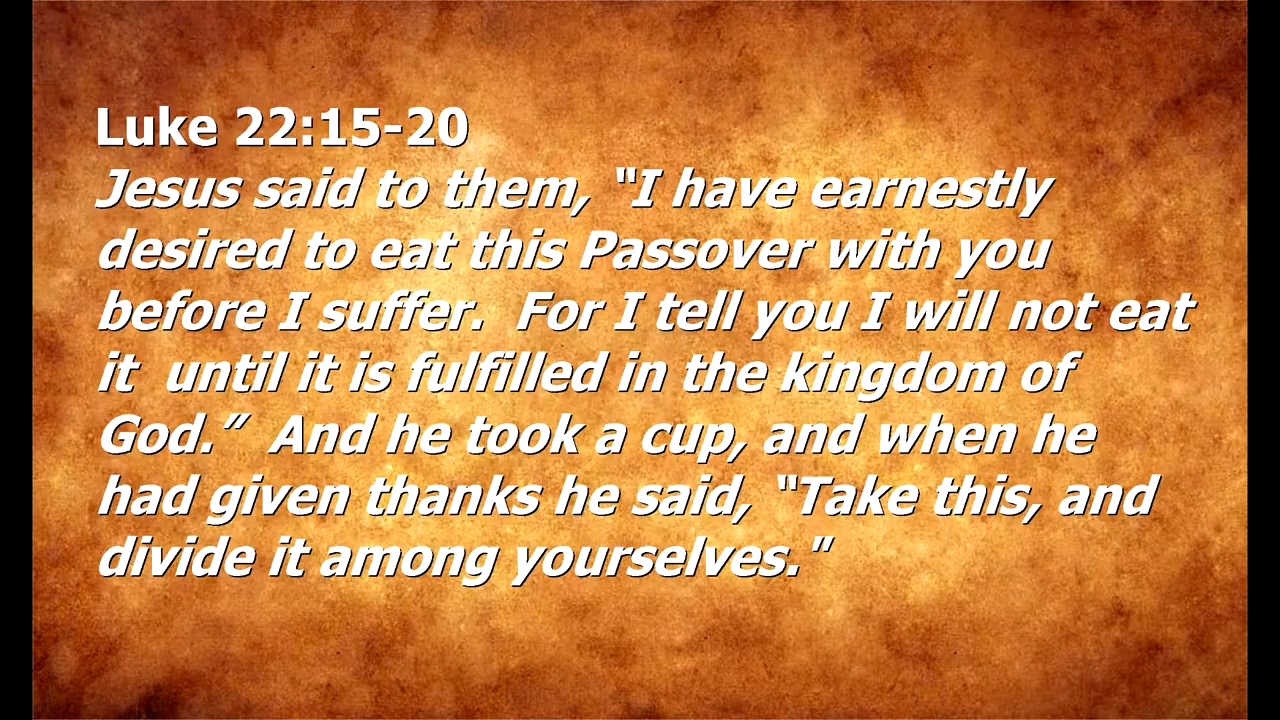 Luke 22:15-20
Jesus said to them, “I have earnestly
desired to eat this Passover with you
before I suffer.  For I tell you I will not eat
it  until it is fulfilled in the kingdom of
God.”  And he took a cup, and when he
had given thanks he said, “Take this, and
divide it among yourselves."